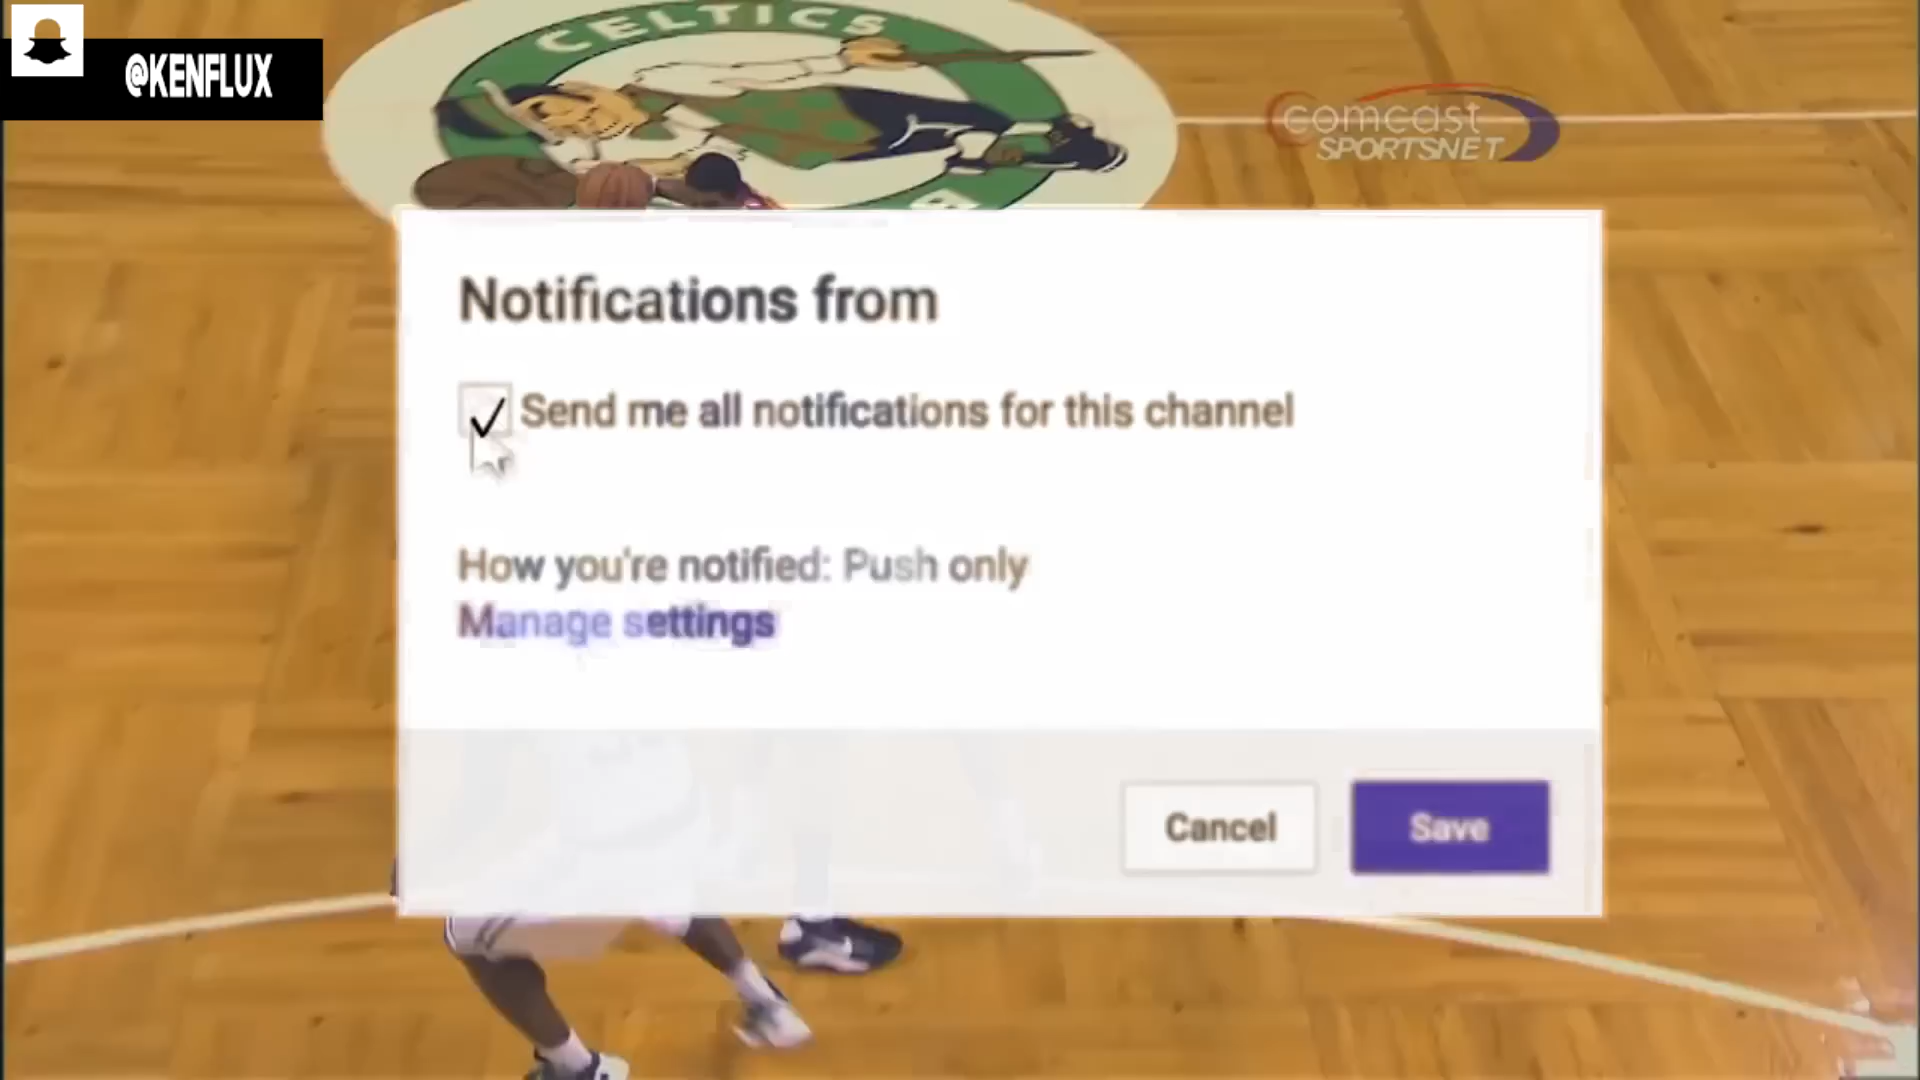 @KENFLUX
CELTICS
comcast
SPORTSNET
Notifications from
Send me all notifications for this channel
How you're notified: Push only
Manage settings
Cancel
Save